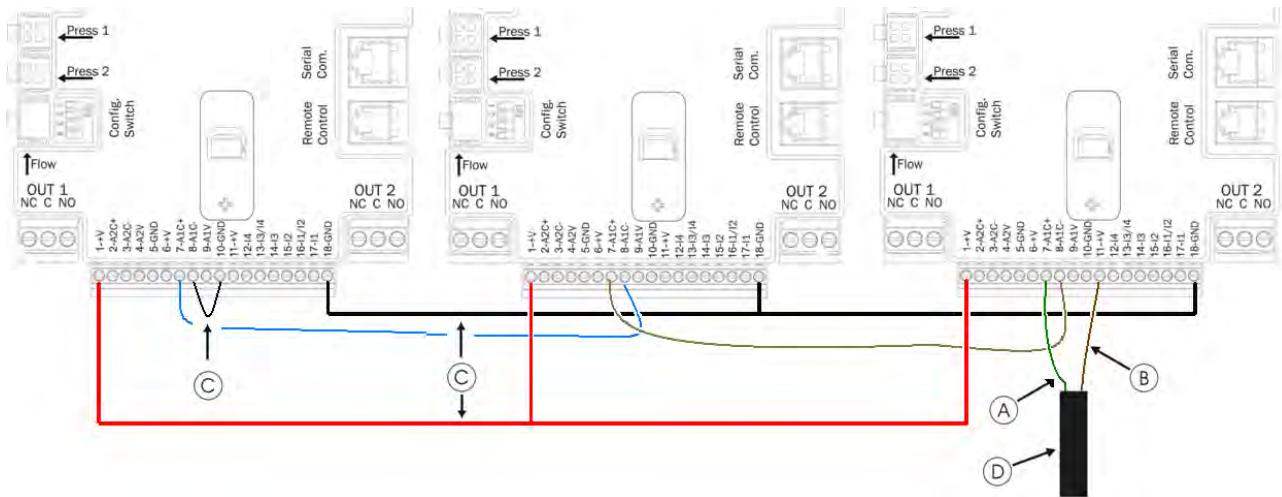 Press 1
Press 2
Config. Switch
Flow
Serial Com.
Remote Control
OUT 1
NC C NO
OUT 2
NC C NO
1-+V
2-A2C+
3-A2C-
4-A2V
5-GND
6-+V
7-A1C+
8-A1C-
9-A1V
10-GND
11-+V
12-I4
13-I3/I4
14-I3
15-I2
16-I1/I2
17-I1
18-GND
Press 1
Press 2
Config. Switch
Flow
Serial Com.
Remote Control
OUT 1
NC C NO
OUT 2
NC C NO
1-+V
2-A2C+
3-A2C-
4-A2V
5-GND
6-+V
7-A1C+
8-A1C-
9-A1V
10-GND
11-+V
12-I4
13-I3/I4
14-I3
15-I2
16-I1/I2
17-I1
18-GND
Press 1
Press 2
Config. Switch
Flow
Serial Com.
Remote Control
OUT 1
NC C NO
OUT 2
NC C NO
1-+V
2-A2C+
3-A2C-
4-A2V
5-GND
6-+V
7-A1C+
8-A1C-
9-A1V
10-GND
11-+V
12-I4
13-I3/I4
14-I3
15-I2
16-I1/I2
17-I1
18-GND
C
C
A
B
D